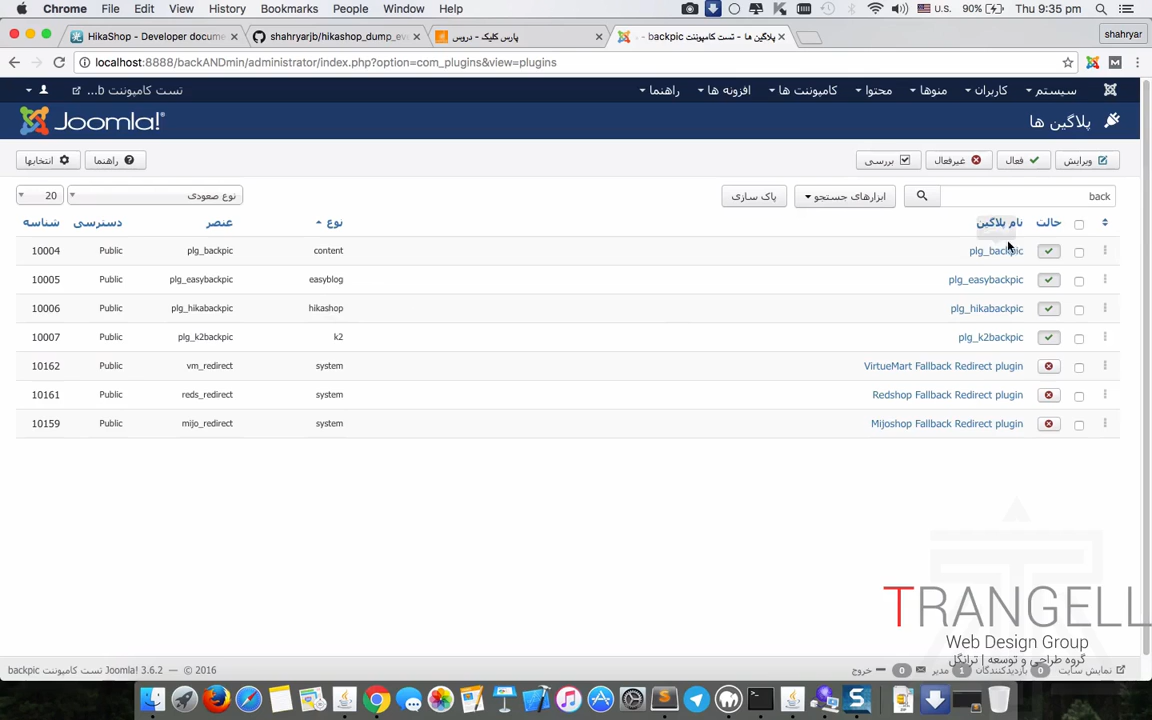 Chrome File Edit View History Bookmarks People Window Help U.S. 90% Thu 9:35 pm
HikaShop - Developer docume
shahryarjb/hikashop_dump_eve
پارس کلیک - دروس
پلاگین ها - تست کامپوننت backpic -
shahryar
localhost:8888/backANDmin/administrator/index.php?option=com_plugins&view=plugins
سیستم کاربران منوها محتوا کامپوننت ها افزونه ها راهنما
تست کامپوننت b...
پلاگین ها
Joomla!
ویرایش فعال غیرفعال بررسی
راهنما انتخابها
back
ابزارهای جستجو پاک سازی
نوع صعودی 20
حالت نام پلاگین نوع عنصر دسترسی شناسه
plg_backpic content plg_backpic Public 10004
plg_easybackpic easyblog plg_easybackpic Public 10005
plg_hikabackpic hikashop plg_hikabackpic Public 10006
plg_k2backpic k2 plg_k2backpic Public 10007
VirtueMart Fallback Redirect plugin system vm_redirect Public 10162
Redshop Fallback Redirect plugin system reds_redirect Public 10161
Mijoshop Fallback Redirect plugin system mijo_redirect Public 10159
TRANGELL
Web Design Group
گروه طراحی و توسعه | ترانگل
نمایش سایت 0 بازدیدکنندگان 1 مدیر 0 خروج
تست کامپوننت backpic Joomla! 3.6.2 — © 2016